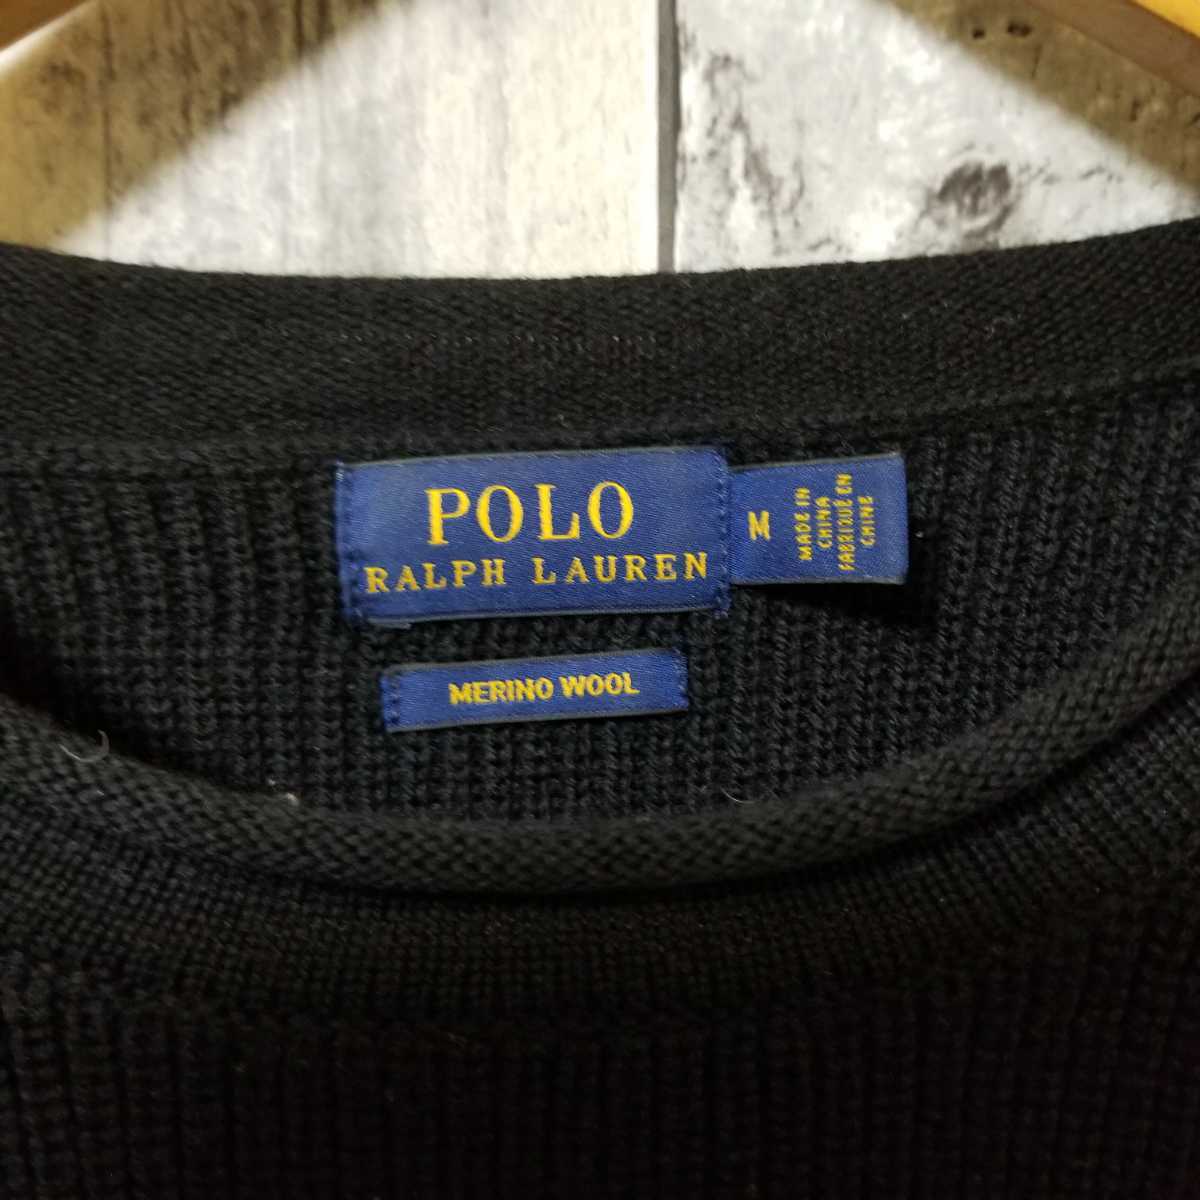 POLO
RALPH LAUREN
M
MADE IN
CHINA
FABRIQUÉ EN
CHINE
MERINO WOOL